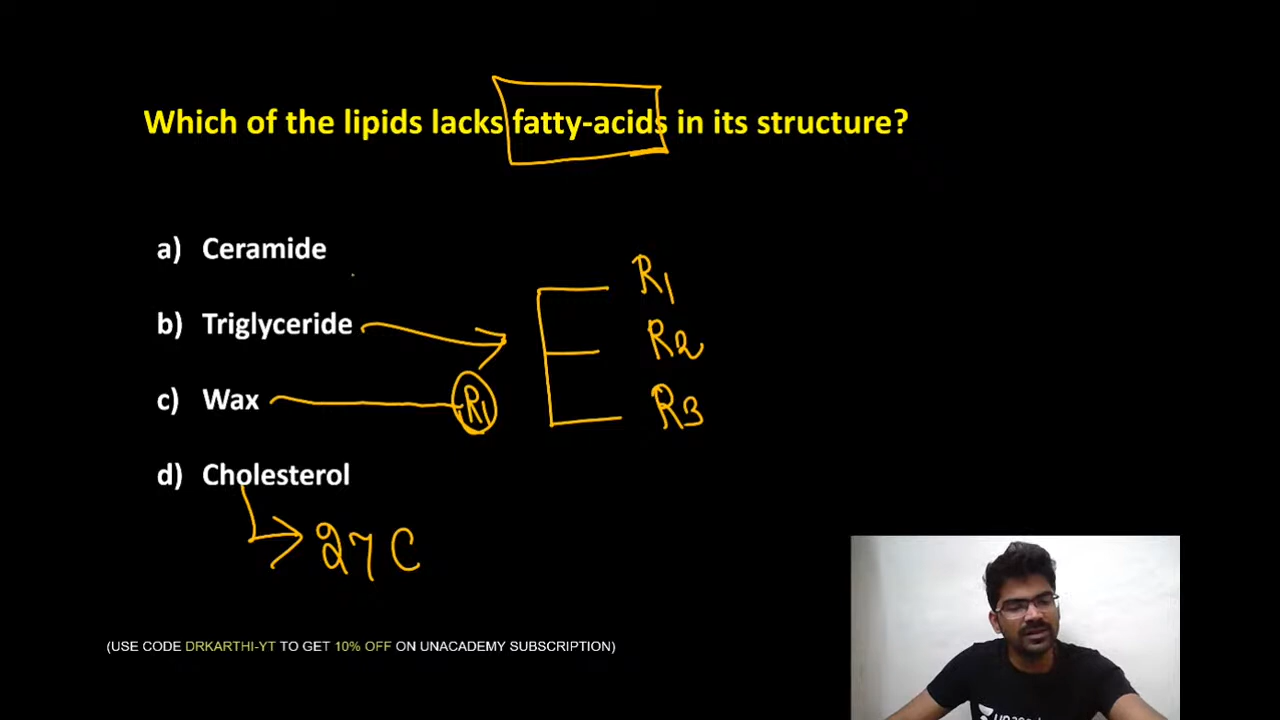 Which of the lipids lacks fatty-acids in its structure?
a) Ceramide
R1
b) Triglyceride
R2
c) Wax
R1
R3
d) Cholesterol
27 C
(USE CODE DRKARTHI-YT TO GET 10% OFF ON UNACADEMY SUBSCRIPTION)